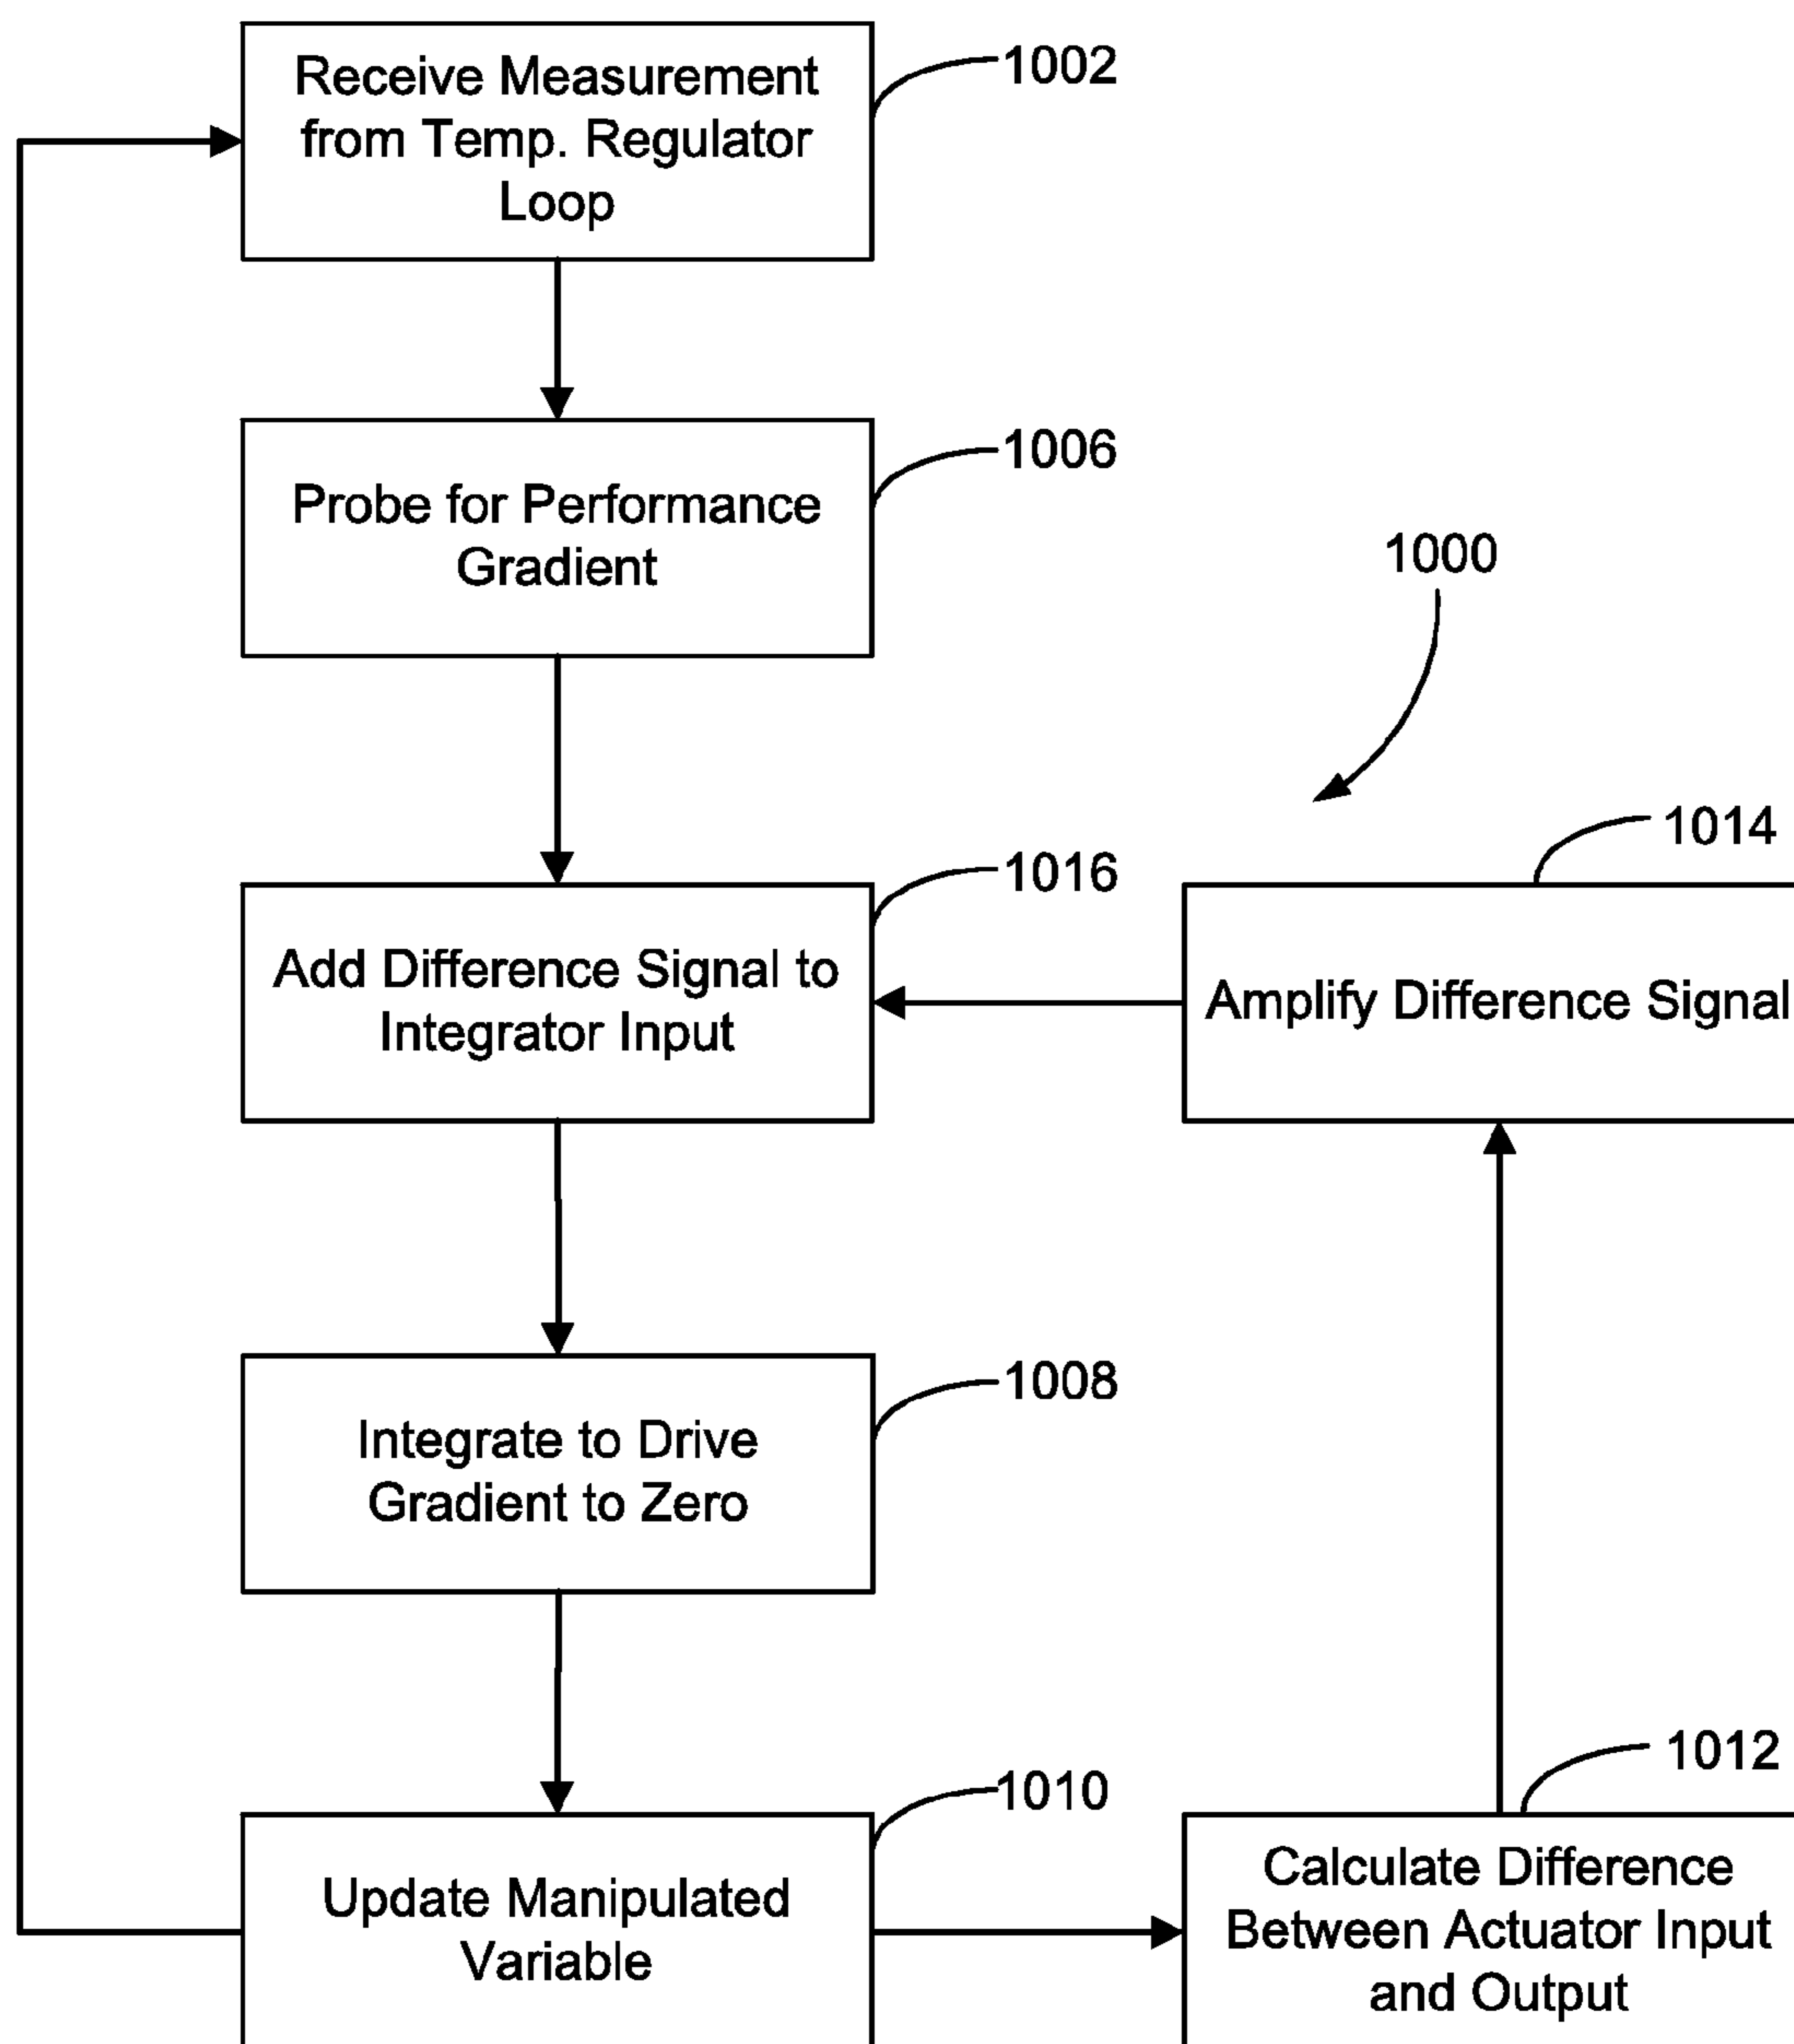 Receive Measurement
from Temp. Regulator
Loop
1002
Probe for Performance
Gradient
1006
1000
Add Difference Signal to
Integrator Input
1016
Amplify Difference Signal
1014
Integrate to Drive
Gradient to Zero
1008
Update Manipulated
Variable
1010
Calculate Difference
Between Actuator Input
and Output
1012